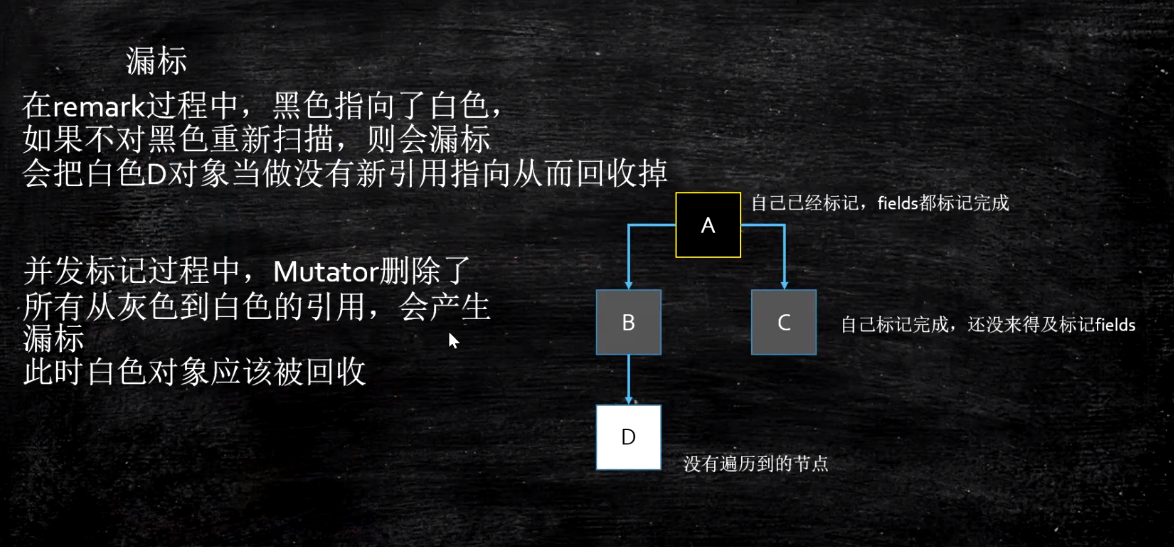 漏标
在remark过程中，黑色指向了白色，
如果不对黑色重新扫描，则会漏标
会把白色D对象当做没有新引用指向从而回收掉
并发标记过程中，Mutator删除了
所有从灰色到白色的引用，会产生
漏标
此时白色对象应该被回收
A
自己已经标记，fields都标记完成
B
C
自己标记完成，还没来得及标记fields
D
没有遍历到的节点